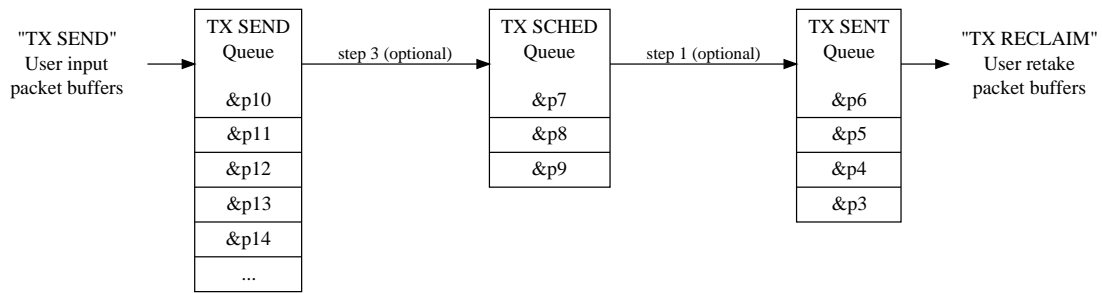 "TX SEND"
User input
packet buffers
TX SEND
Queue
&p10
&p11
&p12
&p13
&p14
...
step 3 (optional)
TX SCHED
Queue
&p7
&p8
&p9
step 1 (optional)
TX SENT
Queue
&p6
&p5
&p4
&p3
"TX RECLAIM"
User retake
packet buffers